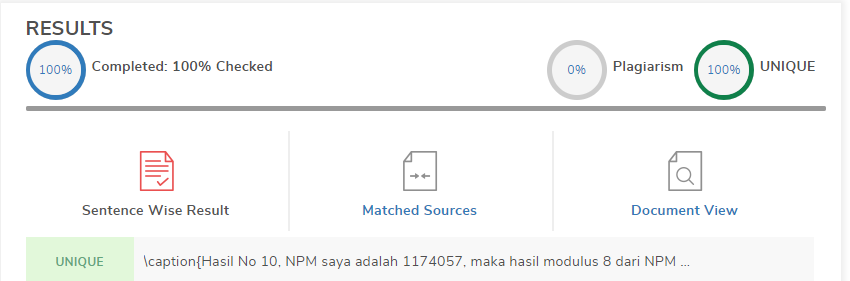 RESULTS
100% Completed: 100% Checked
0% Plagiarism 100% UNIQUE
Sentence Wise Result
Matched Sources
Document View
UNIQUE \caption{Hasil No 10, NPM saya adalah 1174057, maka hasil modulus 8 dari NPM ...